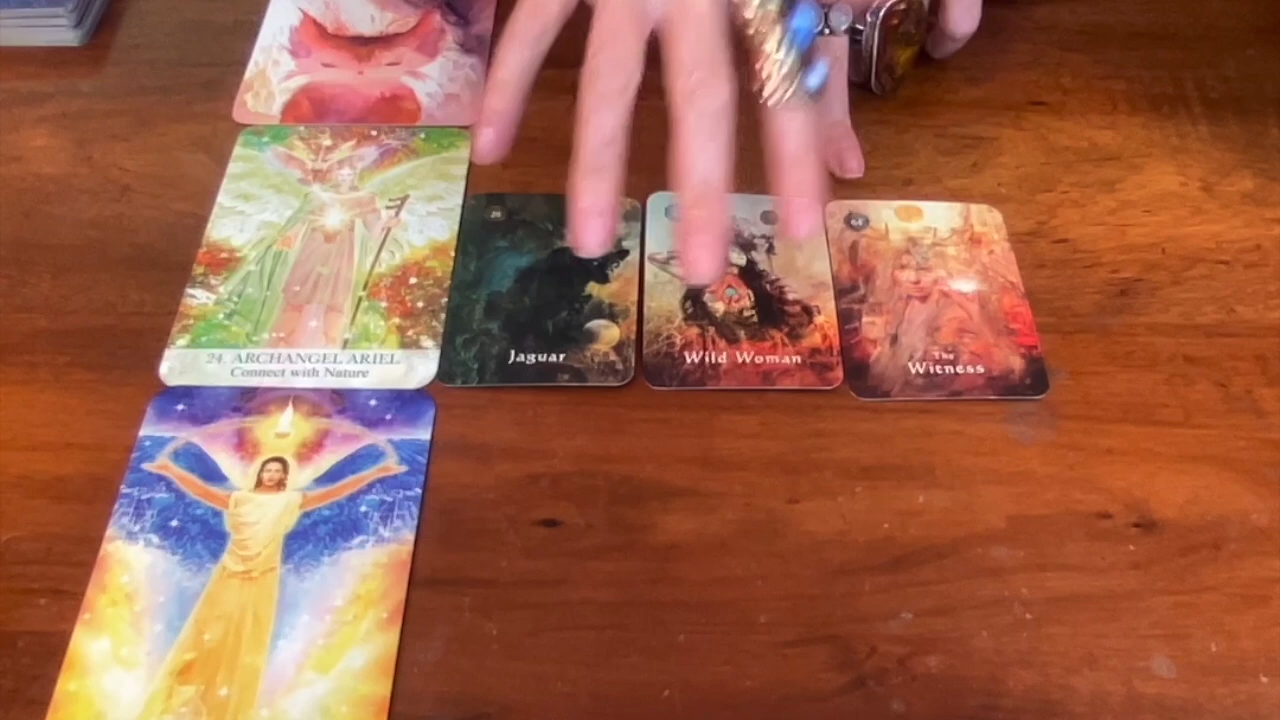 24. ARCHANGEL ARIEL
Connect with Nature
Jaguar
Wild Woman
The
Witness